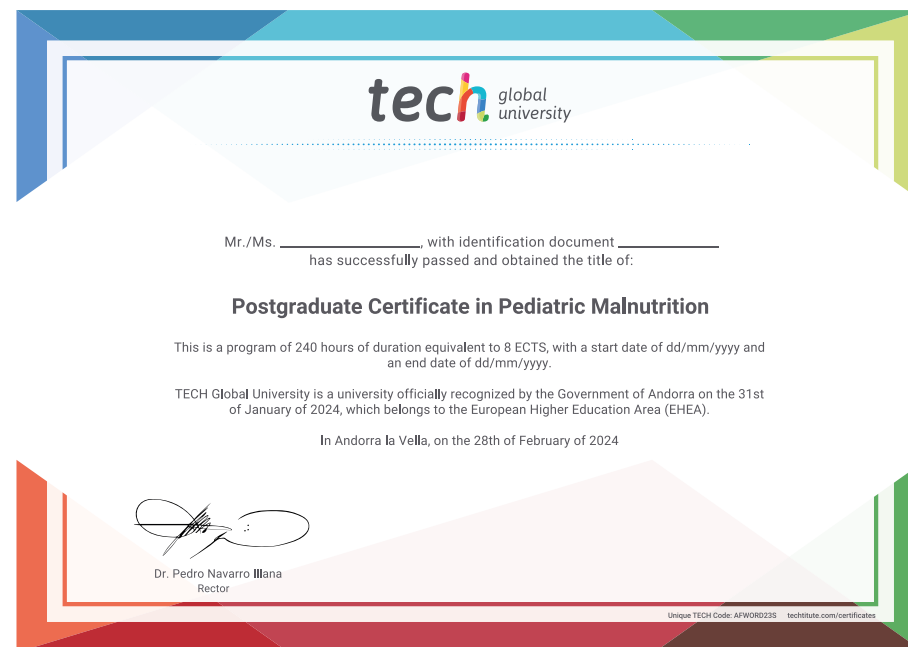 tech global
university
Mr./Ms. ____________, with identification document ____________
has successfully passed and obtained the title of:
Postgraduate Certificate in Pediatric Malnutrition
This is a program of 240 hours of duration equivalent to 8 ECTS, with a start date of dd/mm/yyyy and
an end date of dd/mm/yyyy.
TECH Global University is a university officially recognized by the Government of Andorra on the 31st
of January of 2024, which belongs to the European Higher Education Area (EHEA).
In Andorra la Vella, on the 28th of February of 2024
Dr. Pedro Navarro Illana
Rector
Unique TECH Code: AFWORD23S techtitute.com/certificates